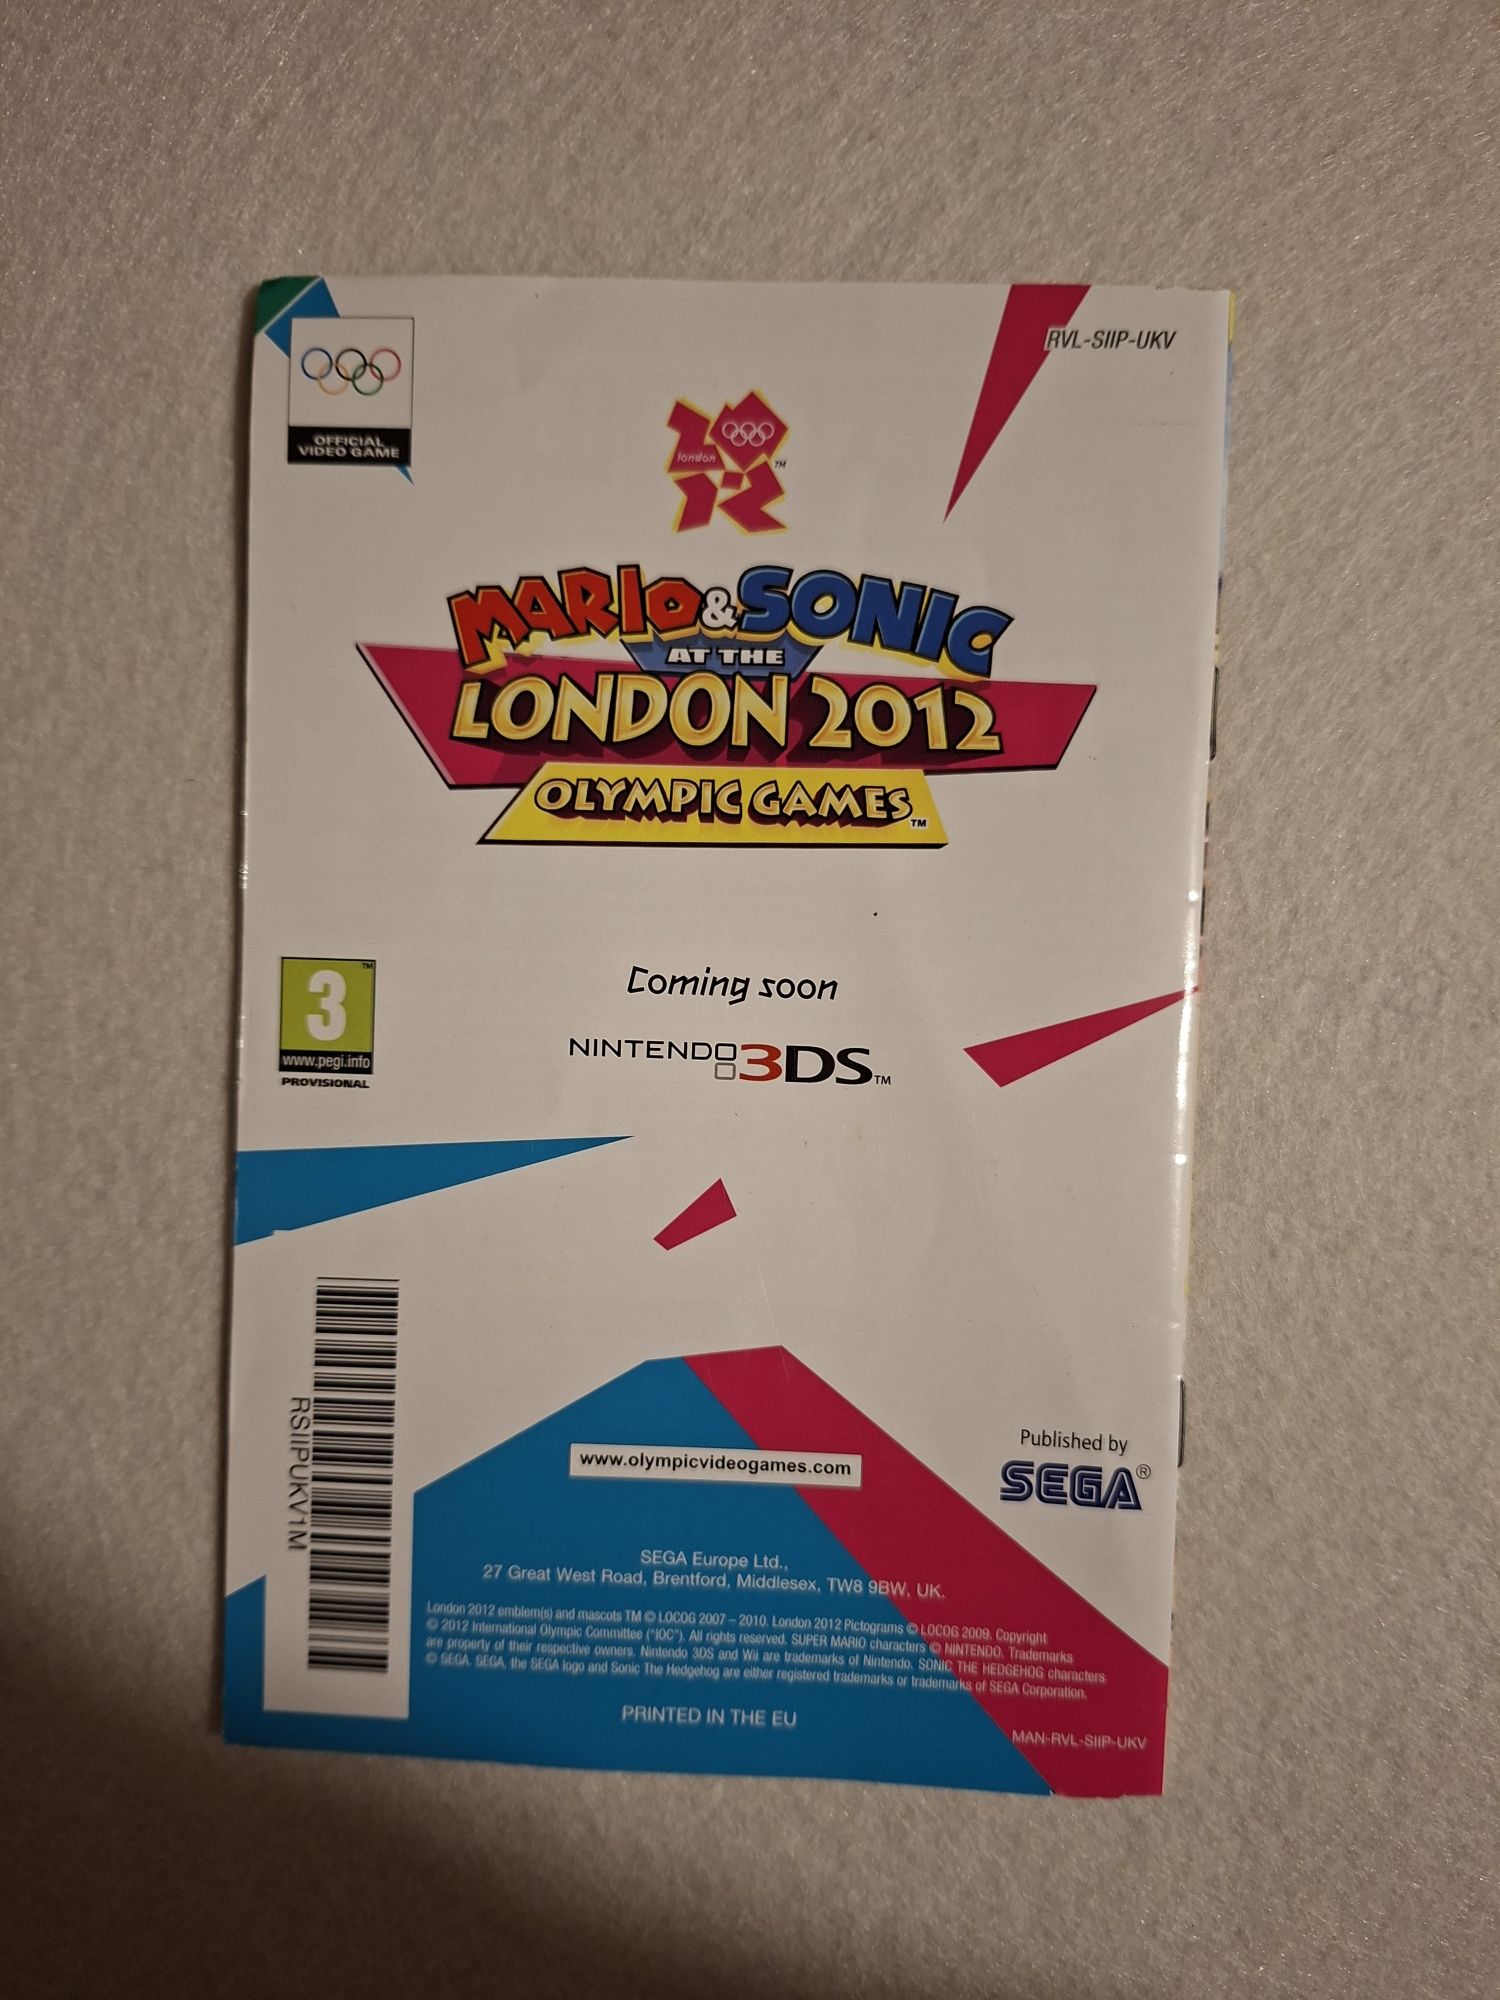 RVL-SIIP-UKV
OFFICIAL
VIDEO GAME
london
TM
MARIO & SONIC
AT THE
LONDON 2012
OLYMPIC GAMES™
Coming soon
NINTENDO 3DS™
3™
www.pegi.info
PROVISIONAL
RSIIPUKV1M
Published by
SEGA®
www.olympicvideogames.com
SEGA Europe Ltd.,
27 Great West Road, Brentford, Middlesex, TW8 9BW, UK.
London 2012 emblem(s) and mascots TM © LOCOG 2007 – 2010. London 2012 Pictograms © LOCOG 2009. Copyright
© 2012 International Olympic Committee ("IOC"). All rights reserved. SUPER MARIO characters © NINTENDO. Trademarks
are property of their respective owners. Nintendo 3DS and Wii are trademarks of Nintendo. SONIC THE HEDGEHOG characters
© SEGA. SEGA, the SEGA logo and Sonic The Hedgehog are either registered trademarks or trademarks of SEGA Corporation.
PRINTED IN THE EU
MAN-RVL-SIIP-UKV